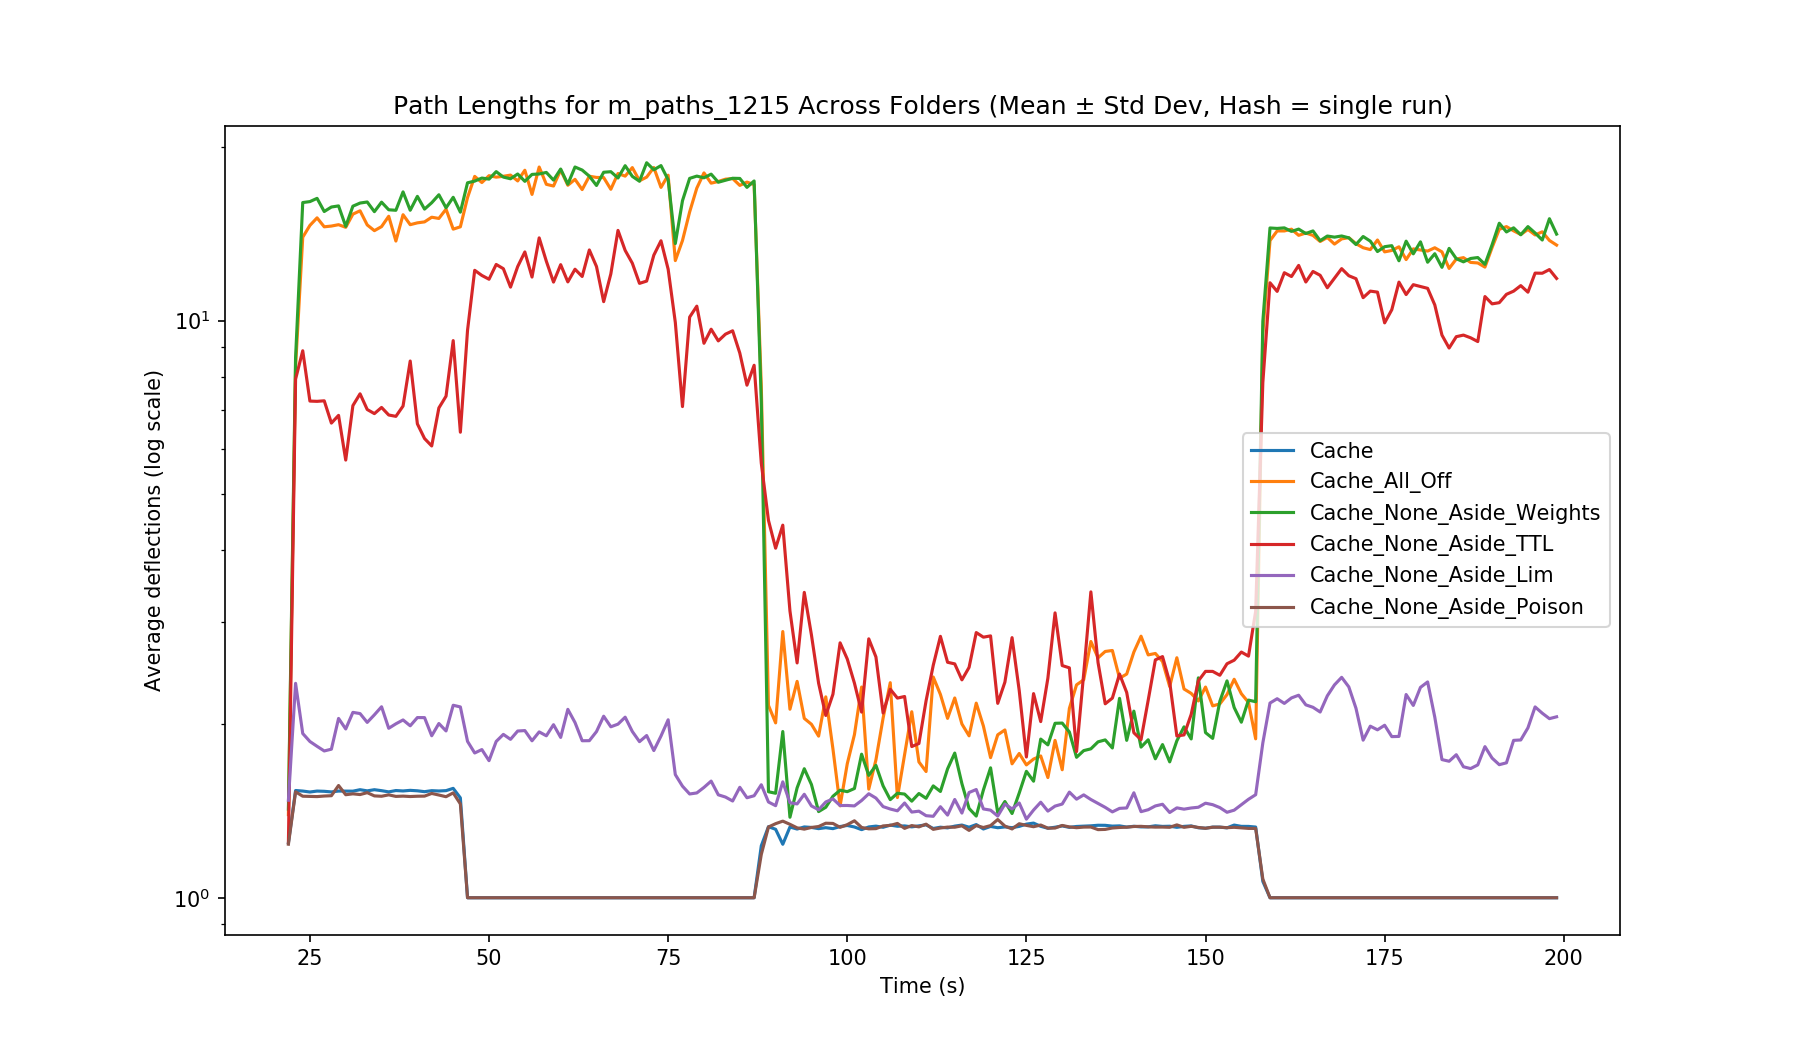 Path Lengths for m_paths_1215 Across Folders (Mean ± Std Dev, Hash = single run)
Average deflections (log scale)
10¹
10⁰
Cache
Cache_All_Off
Cache_None_Aside_Weights
Cache_None_Aside_TTL
Cache_None_Aside_Lim
Cache_None_Aside_Poison
25 50 75 100 125 150 175 200
Time (s)